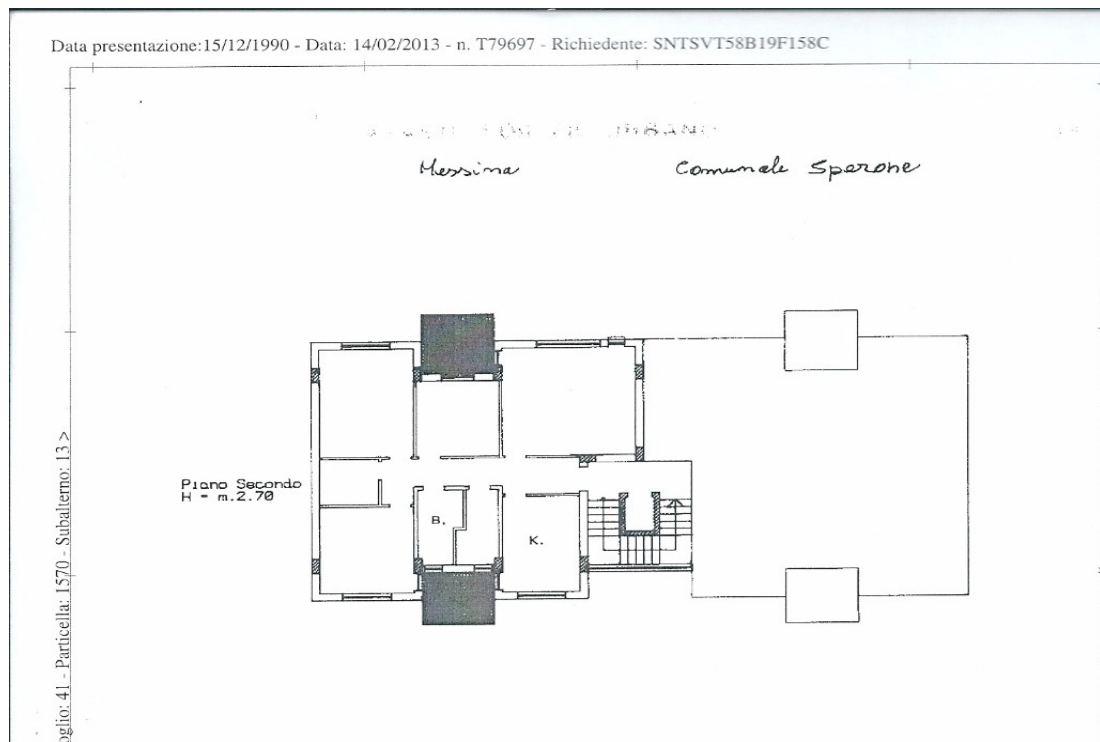 Data presentazione:15/12/1990 - Data: 14/02/2013 - n. T79697 - Richiedente: SNTSVT58B19F158C
Messina Comunale Sperone
Piano Secondo
H = m.2.70
B.
K.
oglio: 41 - Particella: 1570 - Subalterno: 13 >